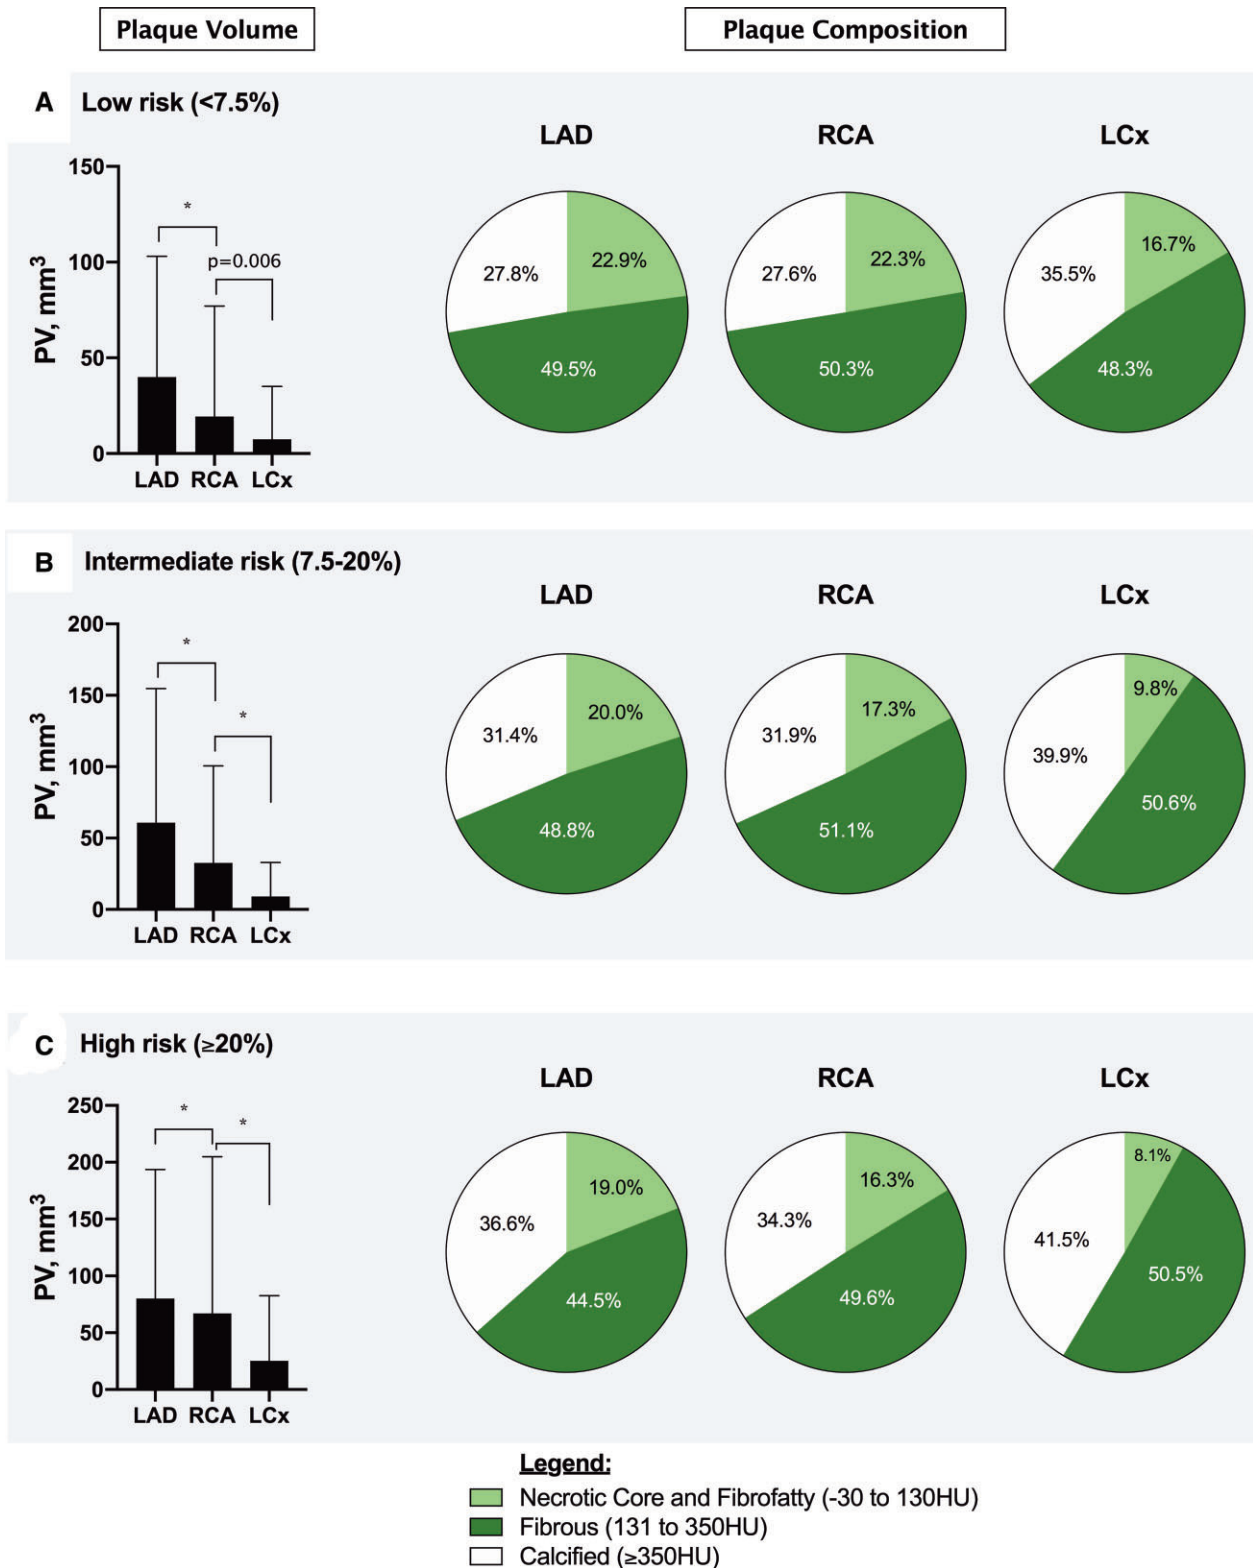 Plaque Volume
Plaque Composition
A Low risk (<7.5%)
LAD RCA LCx
150
100
50
0
PV, mm³
*
p=0.006
LAD RCA LCx
27.8% 22.9% 49.5%
27.6% 22.3% 50.3%
35.5% 16.7% 48.3%
B Intermediate risk (7.5-20%)
LAD RCA LCx
200
150
100
50
0
PV, mm³
*
*
LAD RCA LCx
31.4% 20.0% 48.8%
31.9% 17.3% 51.1%
39.9% 9.8% 50.6%
C High risk (≥20%)
LAD RCA LCx
250
200
150
100
50
0
PV, mm³
*
*
LAD RCA LCx
36.6% 19.0% 44.5%
34.3% 16.3% 49.6%
41.5% 8.1% 50.5%
Legend:
Necrotic Core and Fibrofatty (-30 to 130HU)
Fibrous (131 to 350HU)
Calcified (≥350HU)